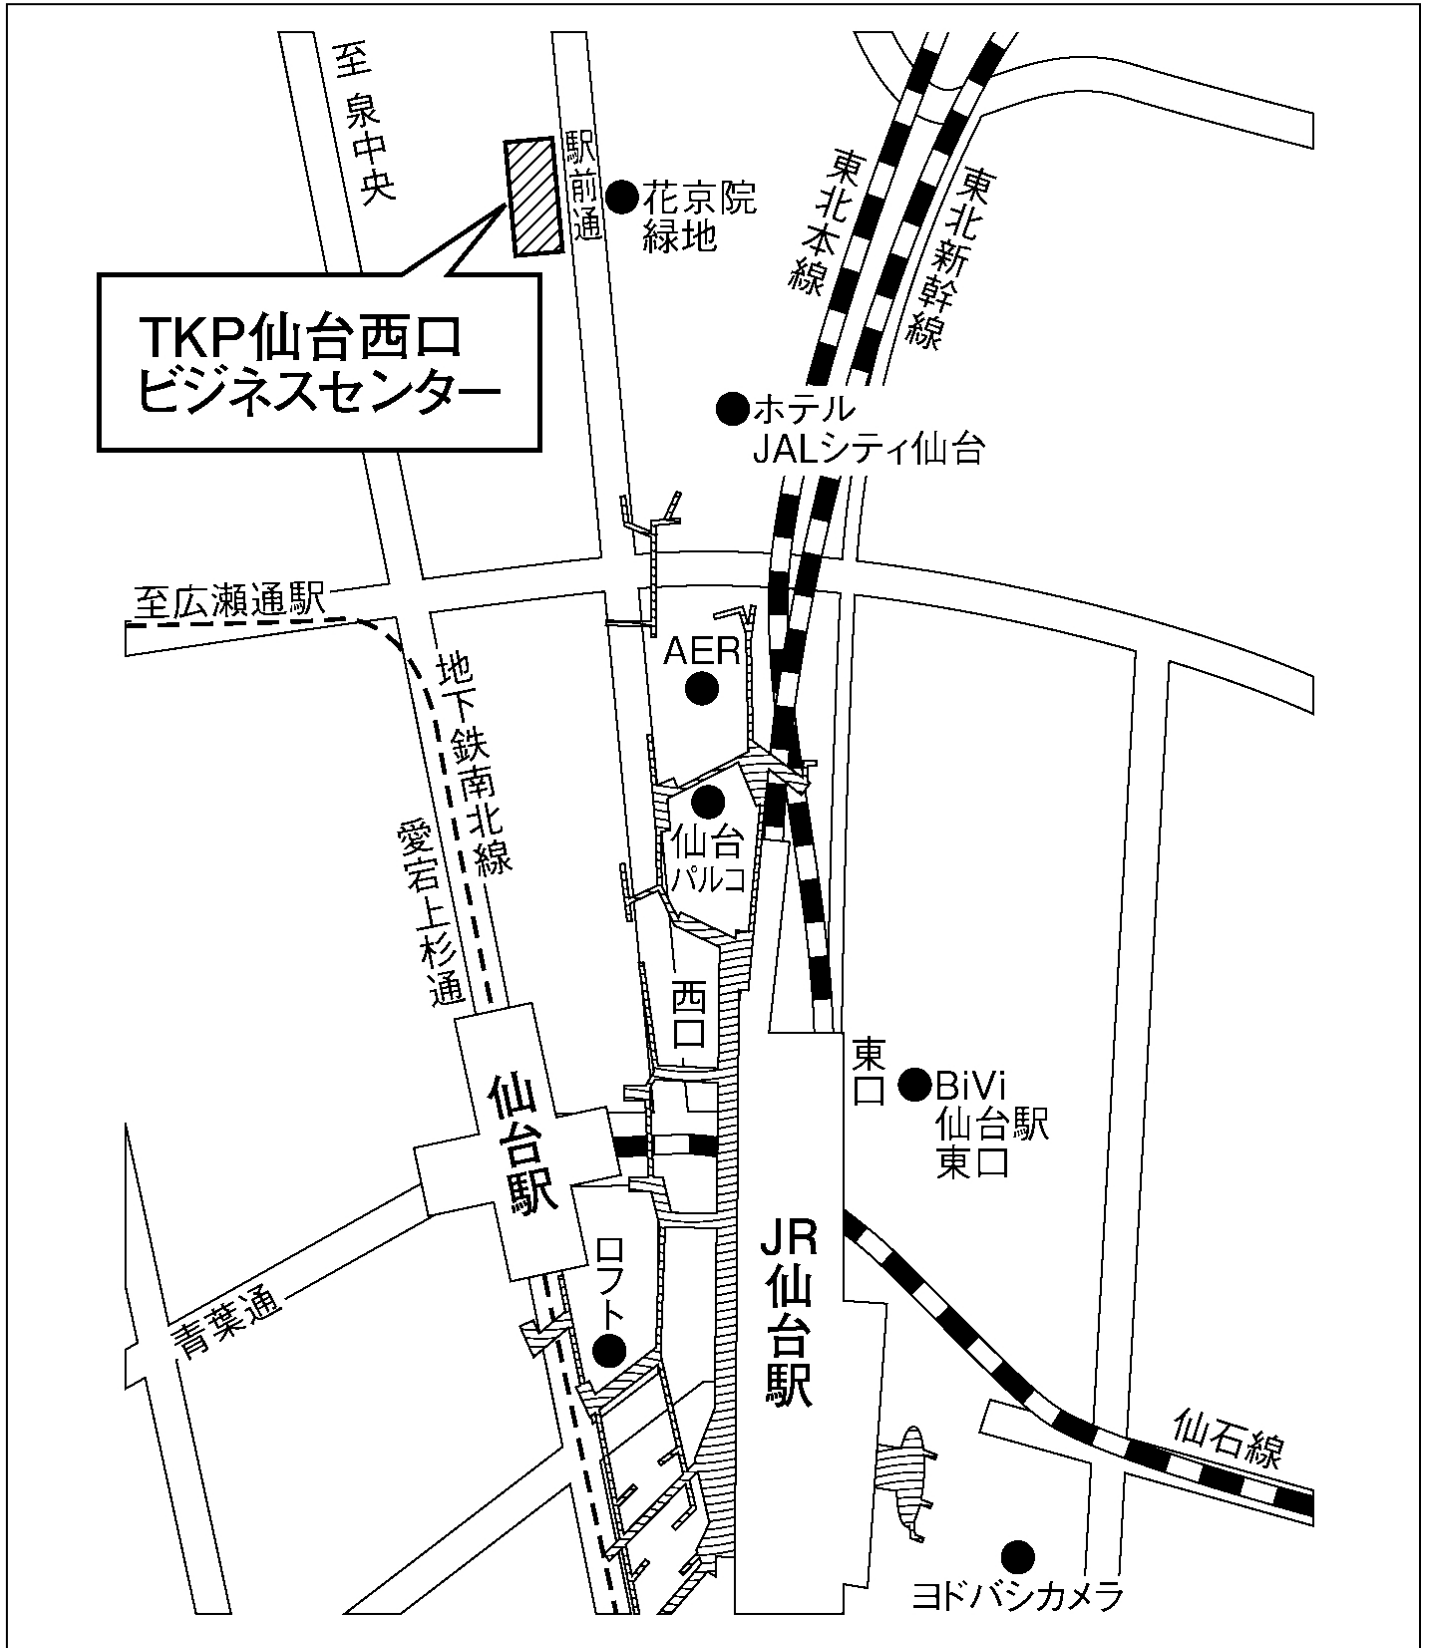 至 泉中央
駅前通
花京院
緑地
東北本線
東北新幹線
TKP仙台西口
ビジネスセンター
ホテル
JALシティ仙台
至広瀬通駅
AER
地下鉄南北線
愛宕上杉通
仙台
パルコ
西口
東口
BiVi
仙台駅
東口
仙台駅
JR仙台駅
ロフト
青葉通
仙石線
ヨドバシカメラ